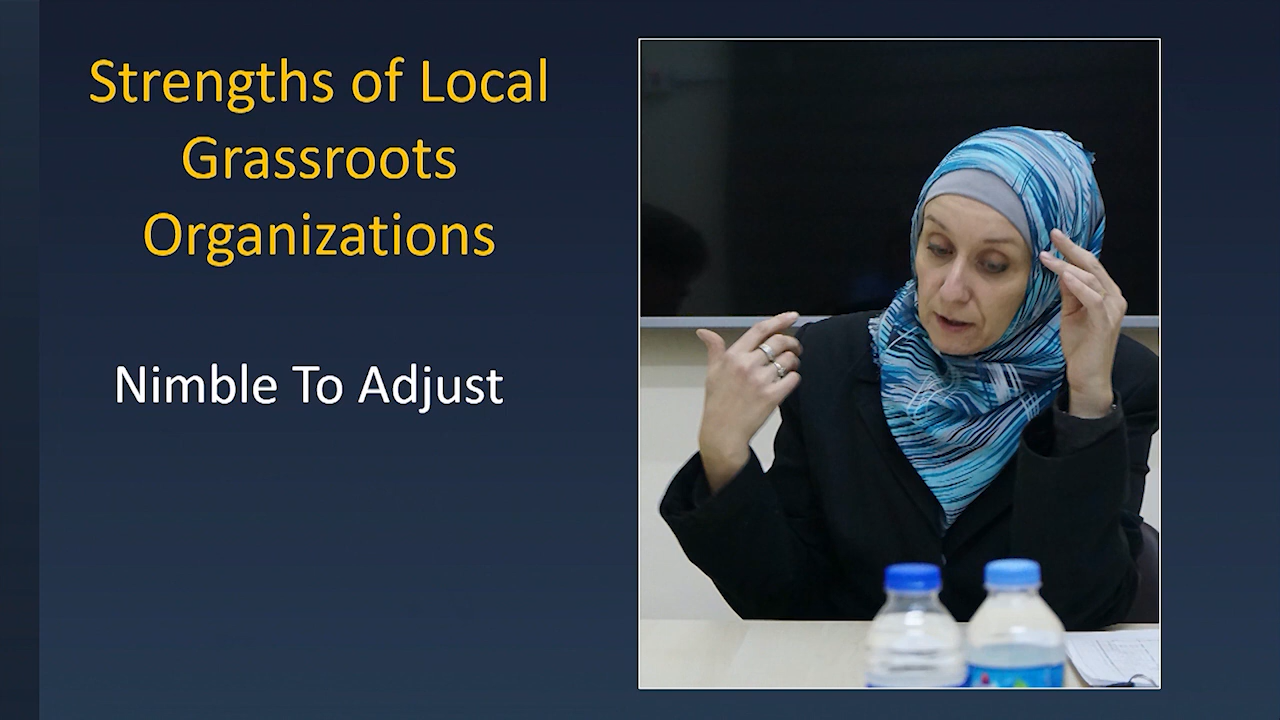 Strengths of Local
Grassroots
Organizations
Nimble To Adjust